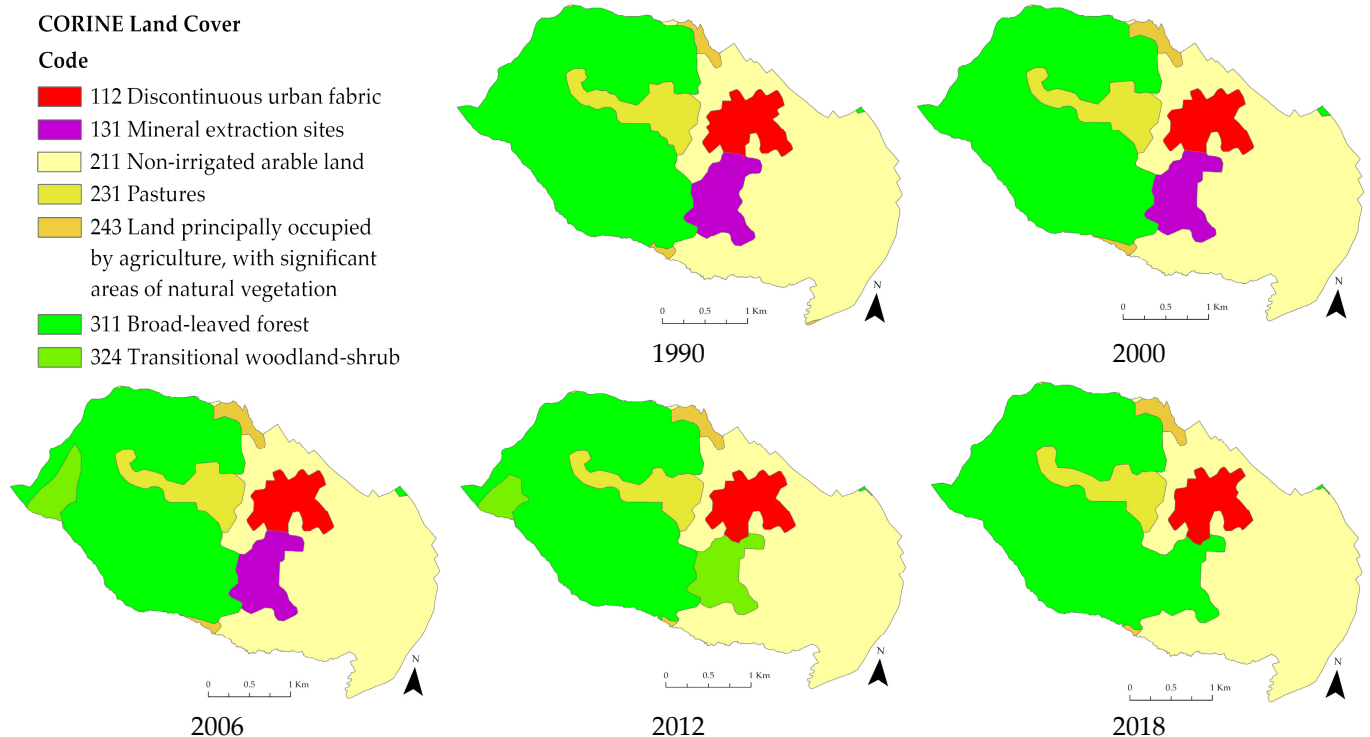 CORINE Land Cover
Code
112 Discontinuous urban fabric
131 Mineral extraction sites
211 Non-irrigated arable land
231 Pastures
243 Land principally occupied
by agriculture, with significant
areas of natural vegetation
311 Broad-leaved forest
324 Transitional woodland-shrub
N
0 0.5 1 Km
1990
N
0 0.5 1 Km
2000
N
0 0.5 1 Km
2006
N
0 0.5 1 Km
2012
N
0 0.5 1 Km
2018